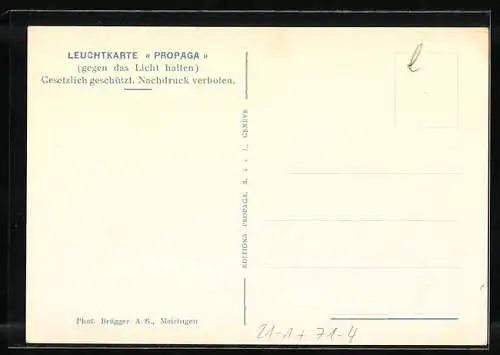 LEUCHTKARTE « PROPAGA »
(gegen das Licht halten)
Gesetzlich geschützt. Nachdruck verboten.
EDITIONS PROPAGA, S. à r. l., GENÈVE
Phot. Brügger A.-G., Meiringen
21-1 + 71-4